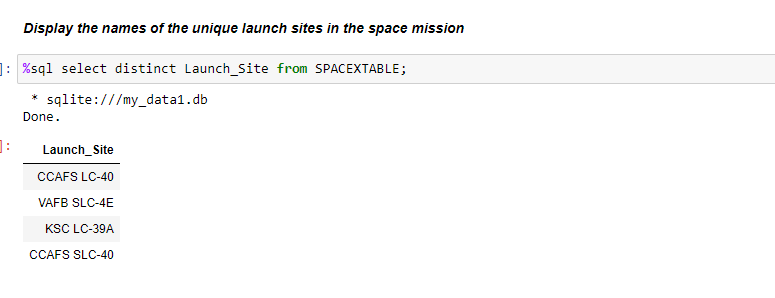 Display the names of the unique launch sites in the space mission
]: %sql select distinct Launch_Site from SPACEXTABLE;
* sqlite:///my_data1.db
Done.
]: Launch_Site
CCAFS LC-40
VAFB SLC-4E
KSC LC-39A
CCAFS SLC-40